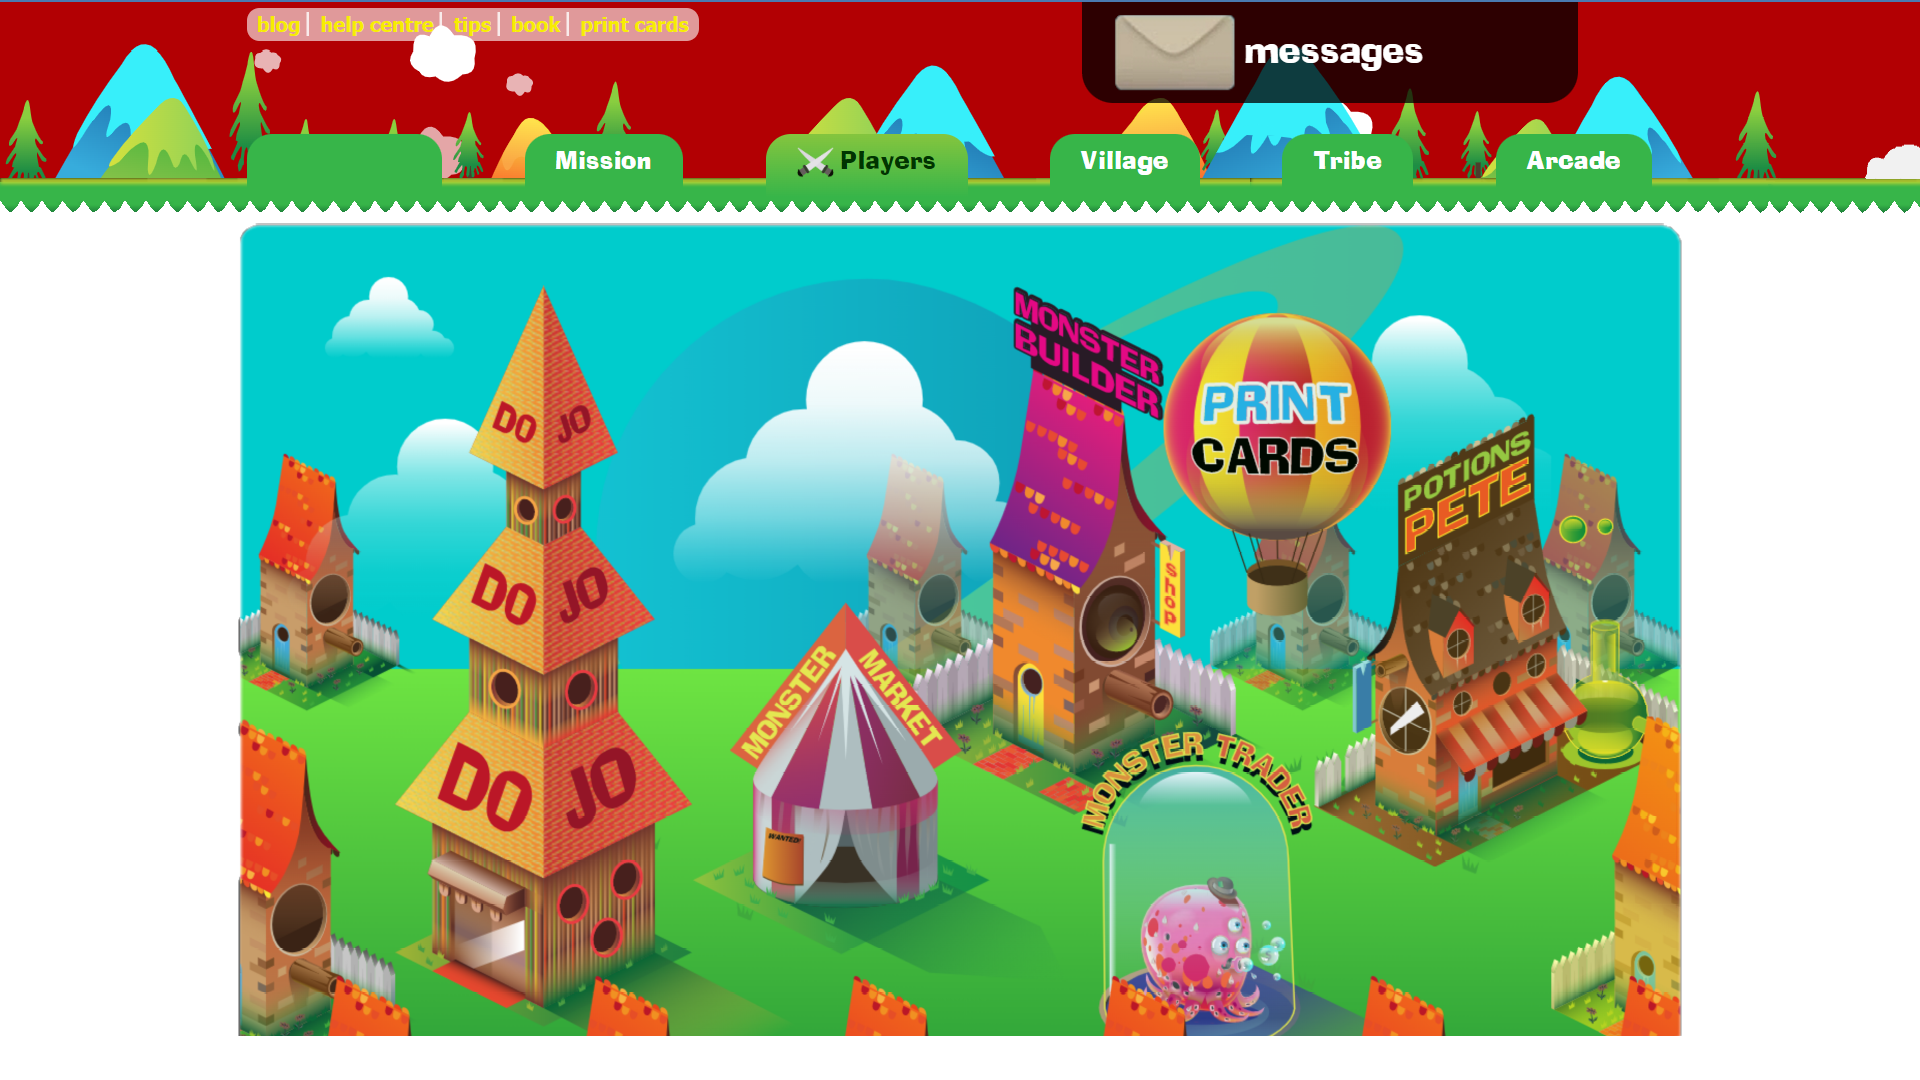 blog | help centre | tips | book | print cards
messages
Mission
Players
Village
Tribe
Arcade
MONSTER
BUILDER
PRINT
CARDS
POTIONS
PETE
DO JO
DO JO
DO JO
shop
MONSTER MARKET
WANTED!
MONSTER TRADER